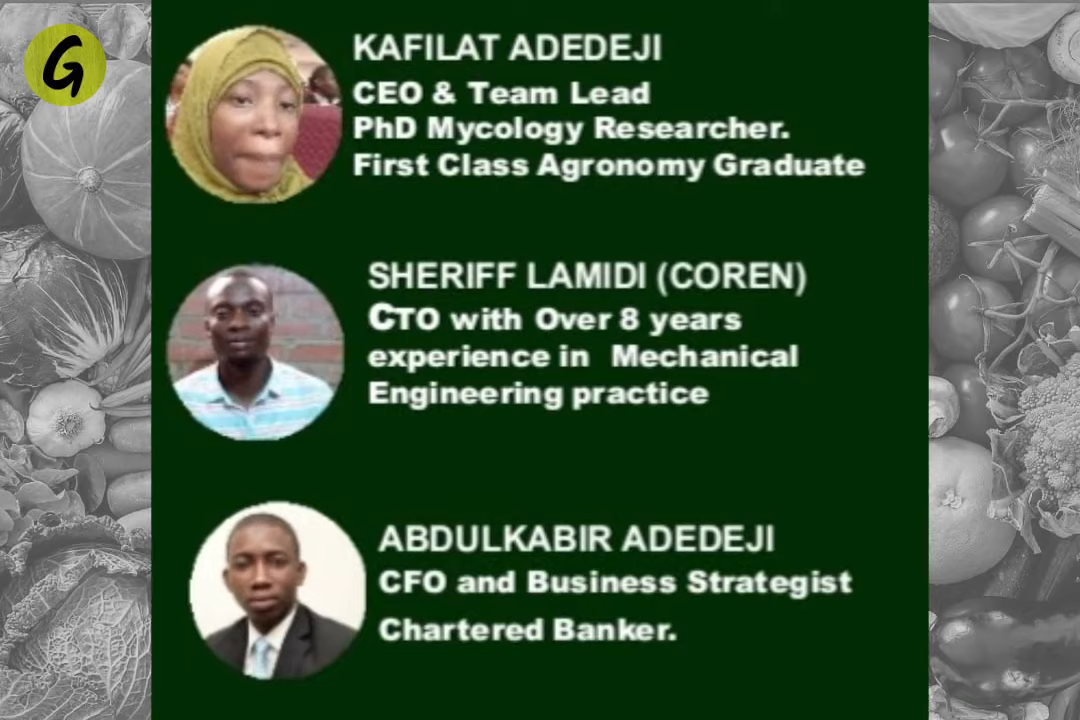 G
KAFILAT ADEDEJI
CEO & Team Lead
PhD Mycology Researcher.
First Class Agronomy Graduate
SHERIFF LAMIDI (COREN)
CTO with Over 8 years
experience in Mechanical
Engineering practice
ABDULKABIR ADEDEJI
CFO and Business Strategist
Chartered Banker.